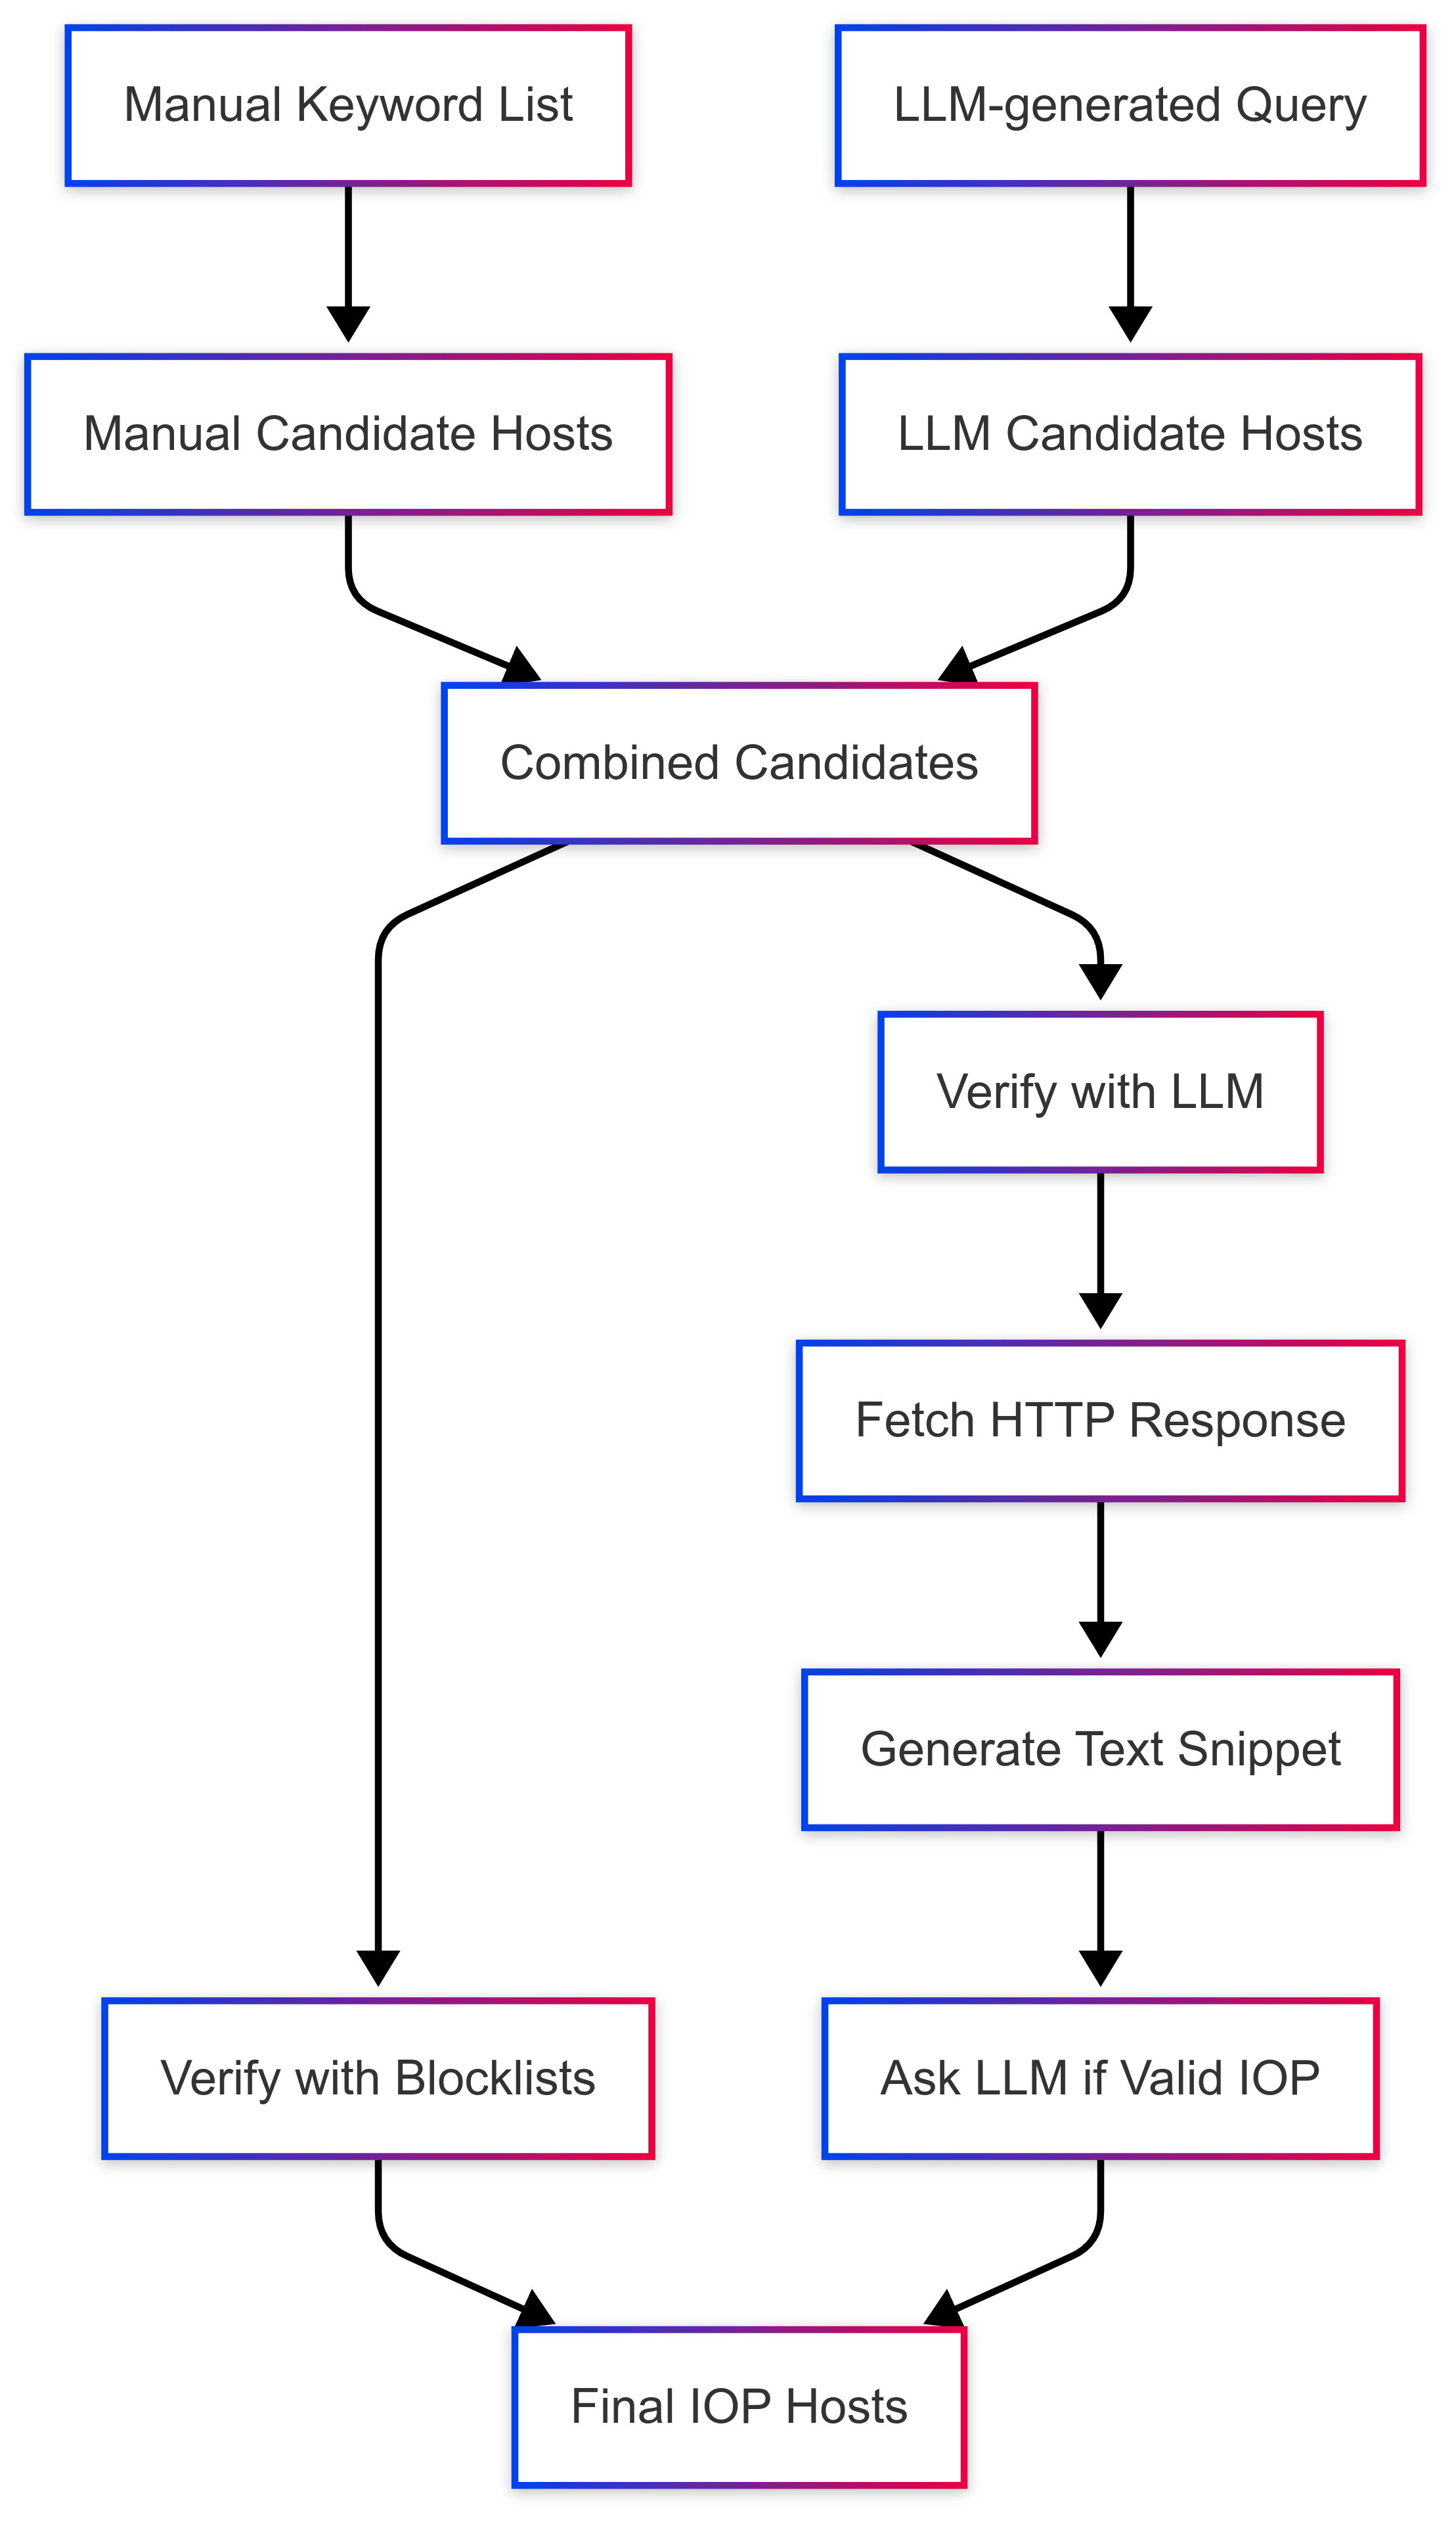 Manual Keyword List
LLM-generated Query
Manual Candidate Hosts
LLM Candidate Hosts
Combined Candidates
Verify with LLM
Fetch HTTP Response
Generate Text Snippet
Verify with Blocklists
Ask LLM if Valid IOP
Final IOP Hosts